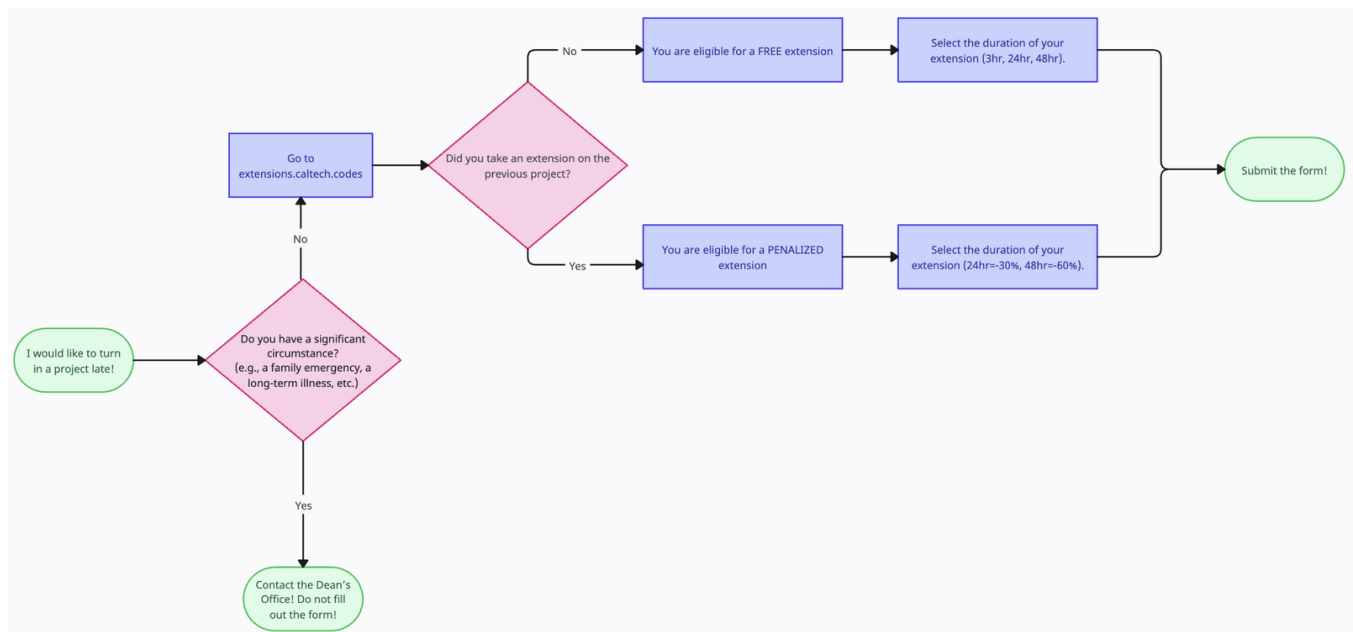 No
You are eligible for a FREE extension
Select the duration of your
extension (3hr, 24hr, 48hr).
Go to
extensions.caltech.codes
Did you take an extension on the
previous project?
Submit the form!
No
Yes
You are eligible for a PENALIZED
extension
Select the duration of your
extension (24hr=-30%, 48hr=-60%).
I would like to turn
in a project late!
Do you have a significant
circumstance?
(e.g., a family emergency, a
long-term illness, etc.)
Yes
Contact the Dean's
Office! Do not fill
out the form!